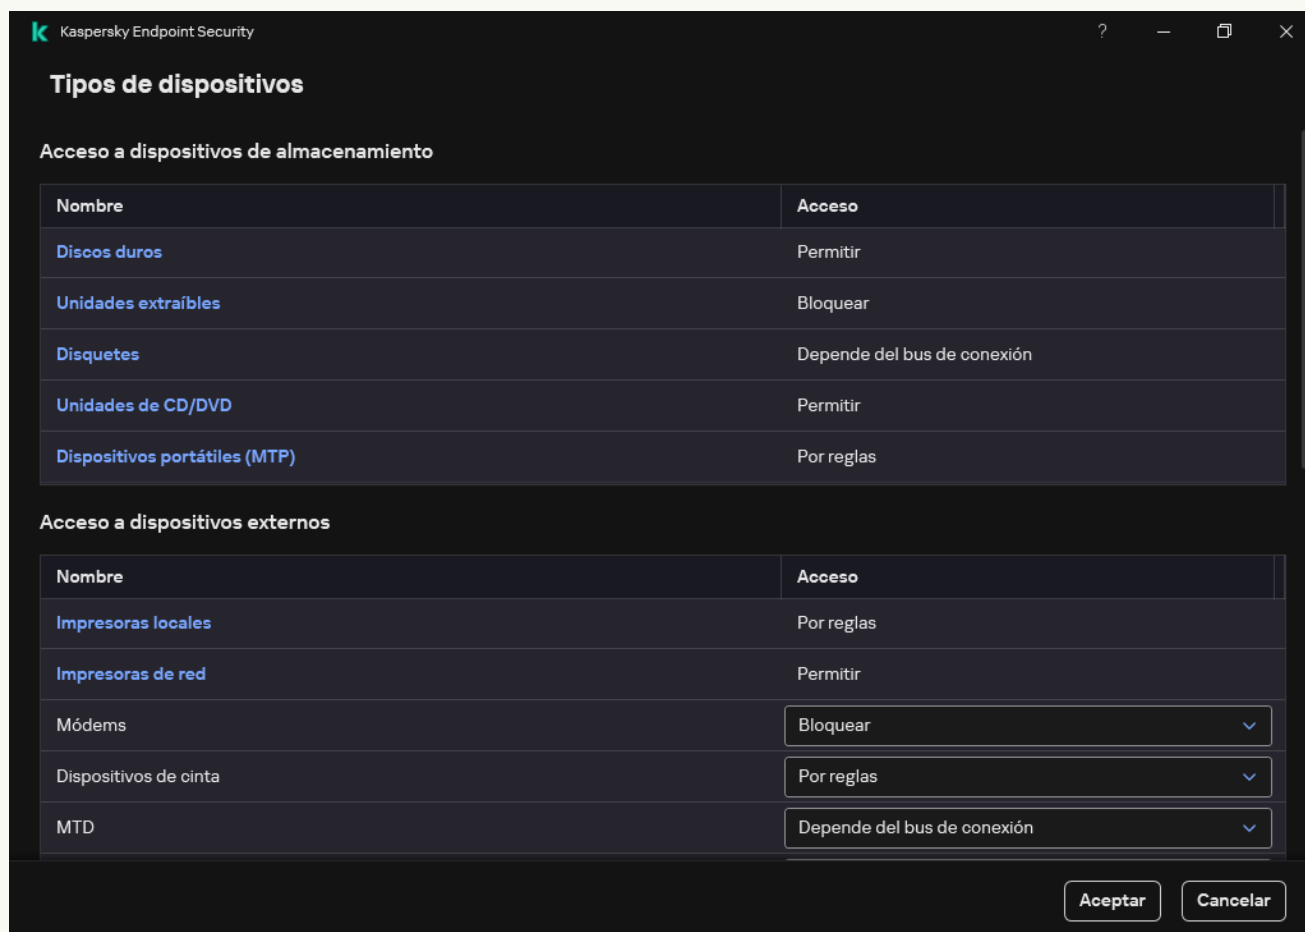 Kaspersky Endpoint Security
?
Tipos de dispositivos
Acceso a dispositivos de almacenamiento
Nombre Acceso
Discos duros Permitir
Unidades extraíbles Bloquear
Disquetes Depende del bus de conexión
Unidades de CD/DVD Permitir
Dispositivos portátiles (MTP) Por reglas
Acceso a dispositivos externos
Nombre Acceso
Impresoras locales Por reglas
Impresoras de red Permitir
Módems Bloquear
Dispositivos de cinta Por reglas
MTD Depende del bus de conexión
Aceptar Cancelar